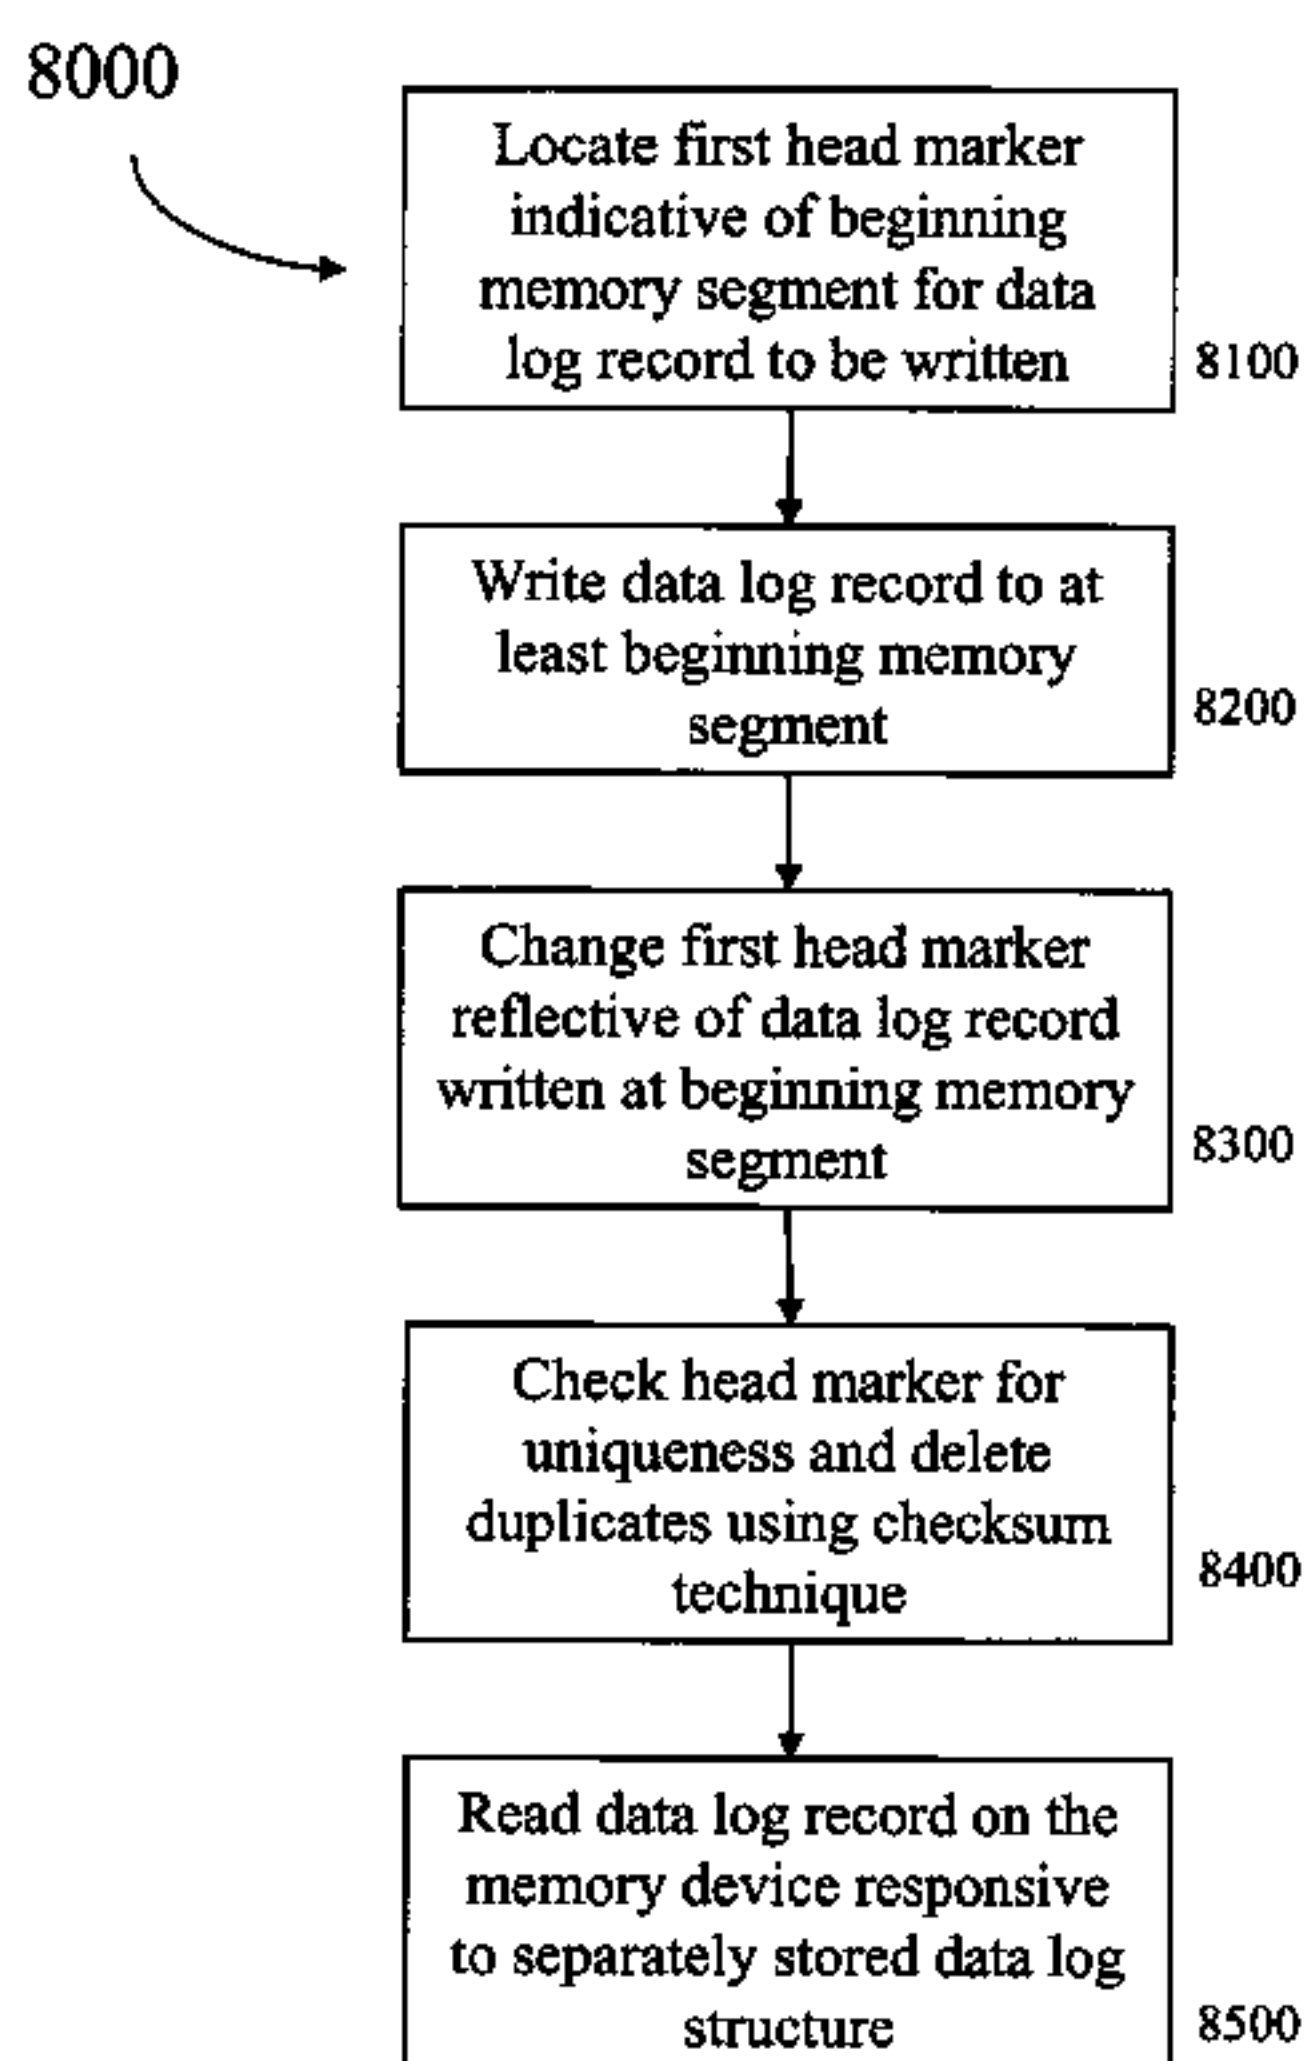 8000
Locate first head marker
indicative of beginning
memory segment for data
log record to be written
8100
Write data log record to at
least beginning memory
segment
8200
Change first head marker
reflective of data log record
written at beginning memory
segment
8300
Check head marker for
uniqueness and delete
duplicates using checksum
technique
8400
Read data log record on the
memory device responsive
to separately stored data log
structure
8500